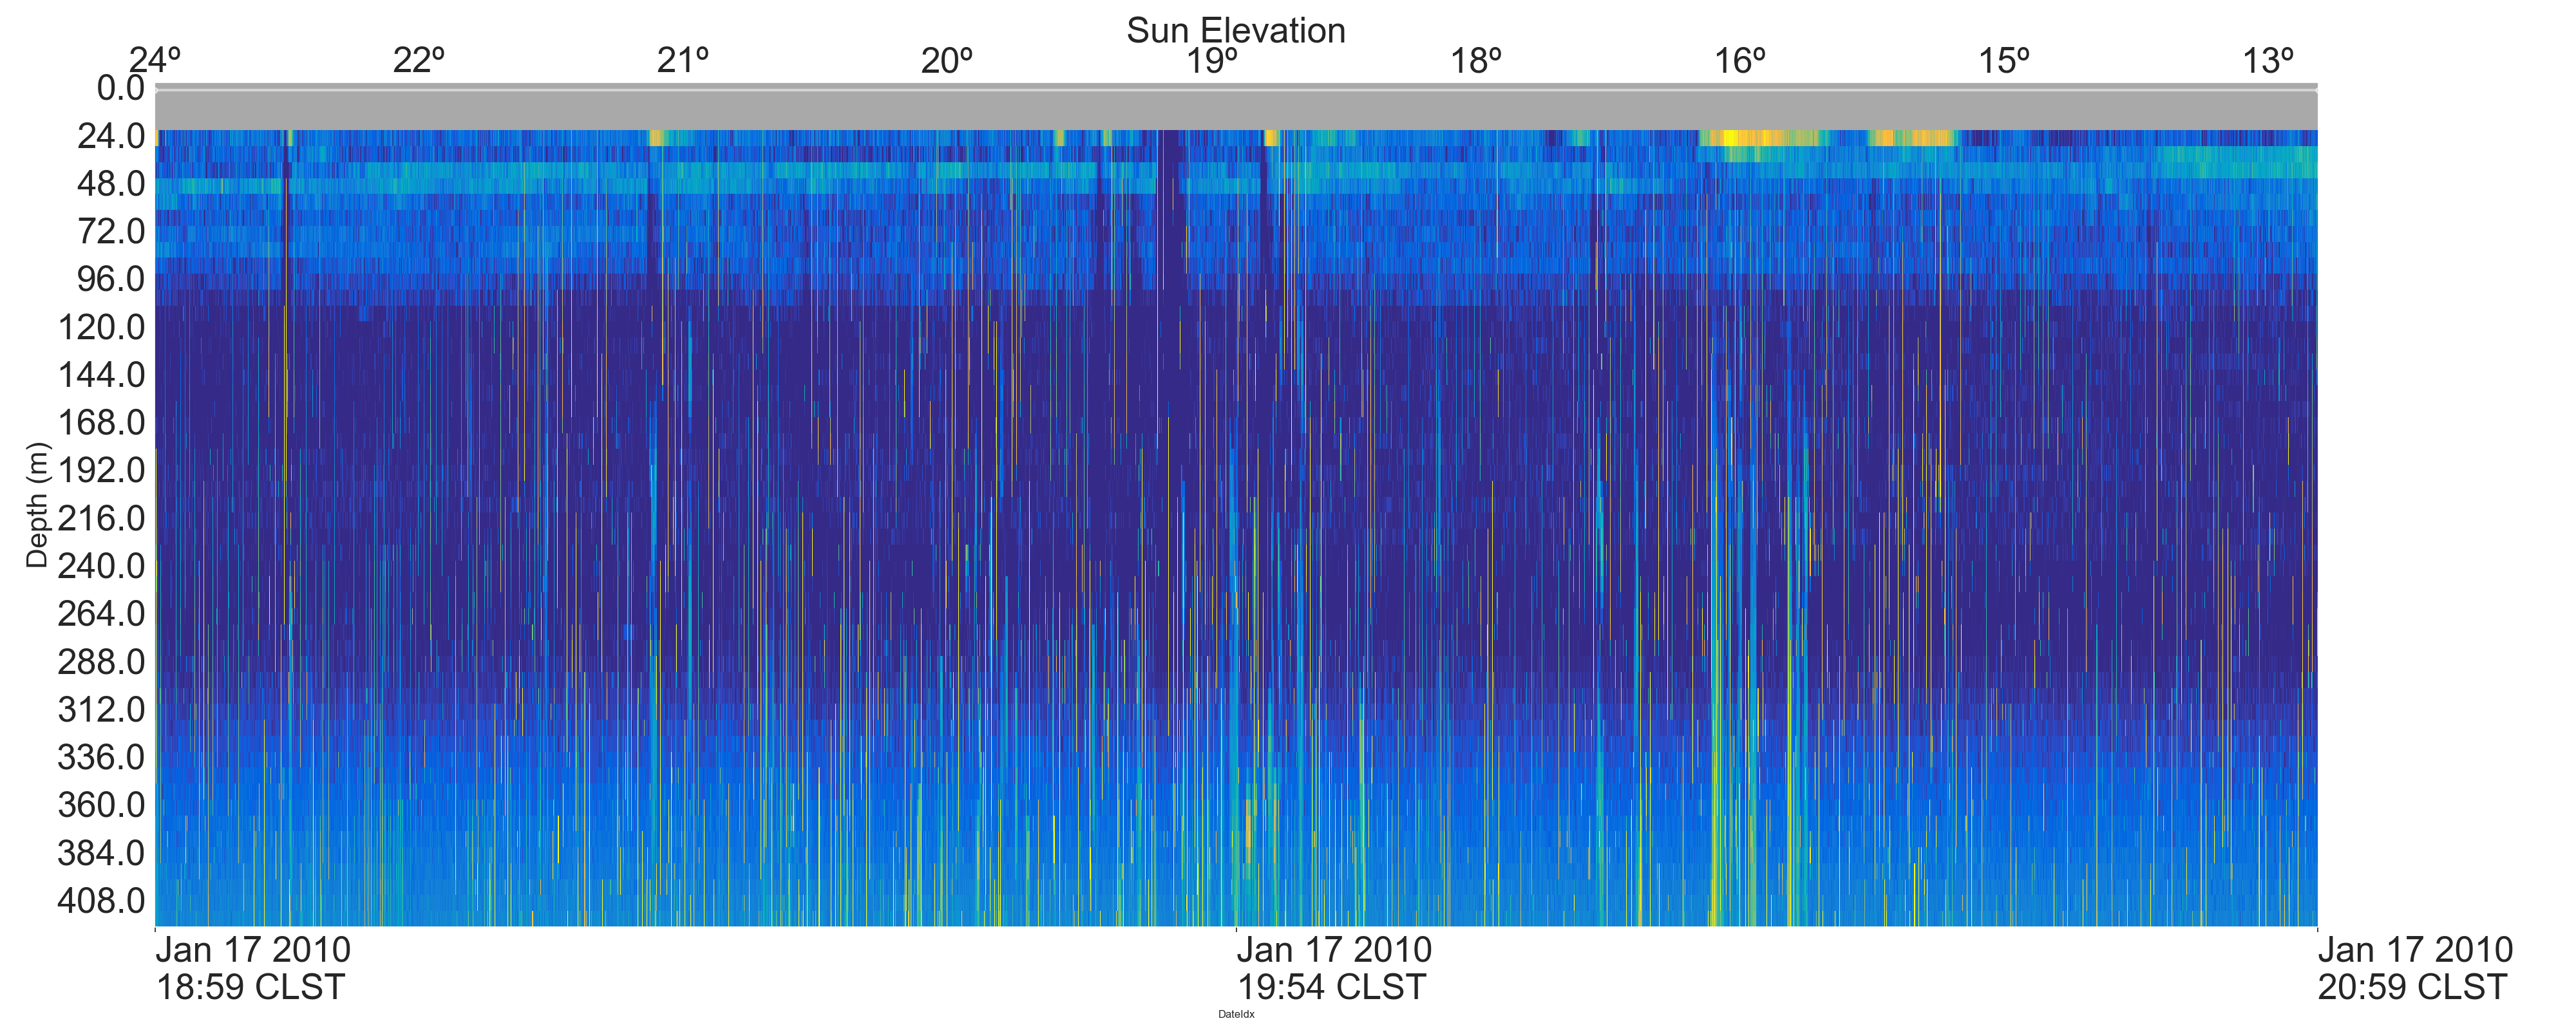 Sun Elevation
24º 22º 21º 20º 19º 18º 16º 15º 13º
0.0
24.0
48.0
72.0
96.0
120.0
144.0
168.0
192.0
216.0
240.0
264.0
288.0
312.0
336.0
360.0
384.0
408.0
Depth (m)
Jan 17 2010
18:59 CLST
Jan 17 2010
19:54 CLST
Jan 17 2010
20:59 CLST
DateIdx